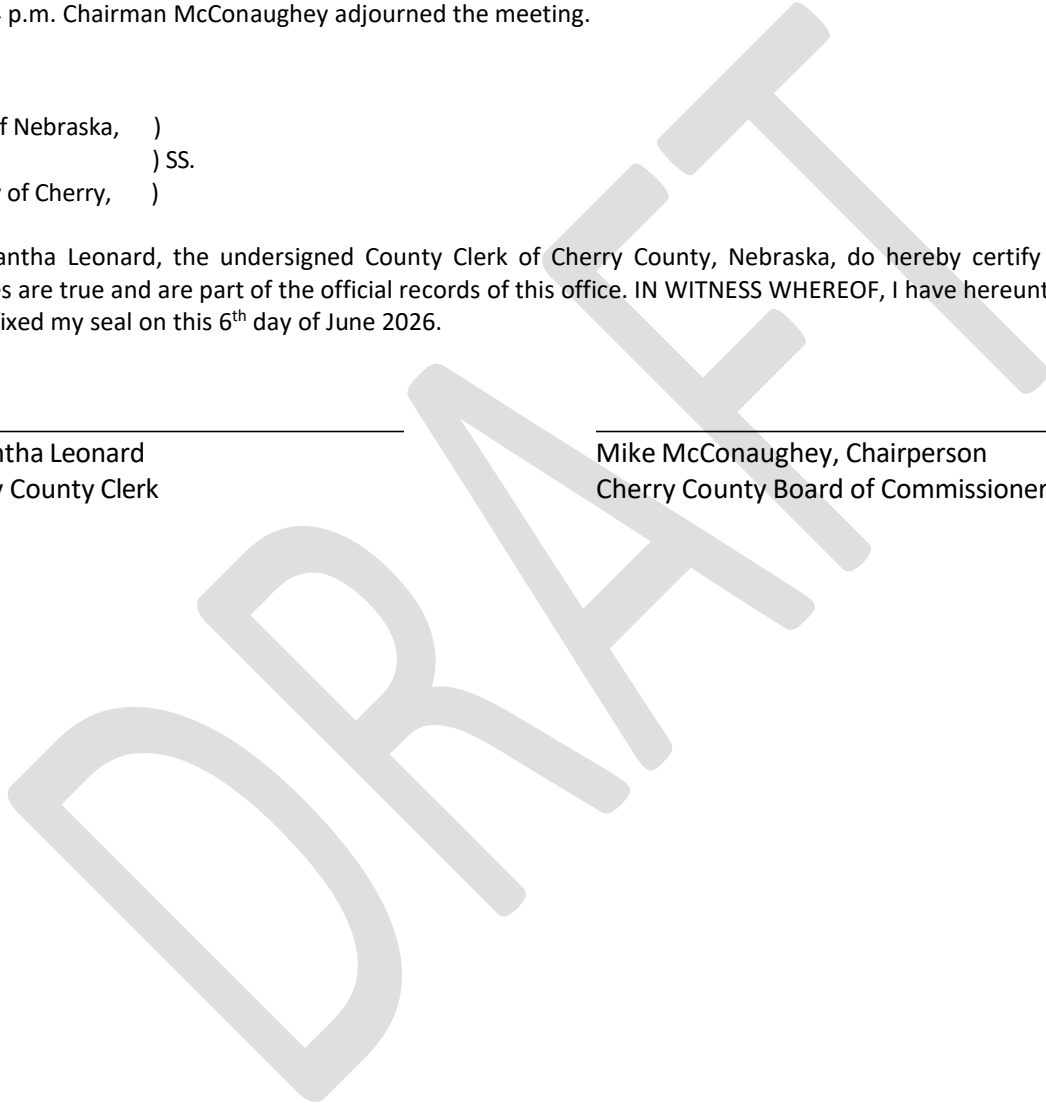 p.m. Chairman McConaughey adjourned the meeting.
f Nebraska, )
) SS.
of Cherry, )
antha Leonard, the undersigned County Clerk of Cherry County, Nebraska, do hereby certify
es are true and are part of the official records of this office. IN WITNESS WHEREOF, I have hereunt
fixed my seal on this 6th day of June 2026.
ntha Leonard
Mike McConaughey, Chairperson
County Clerk
Cherry County Board of Commissioner
DRAFT